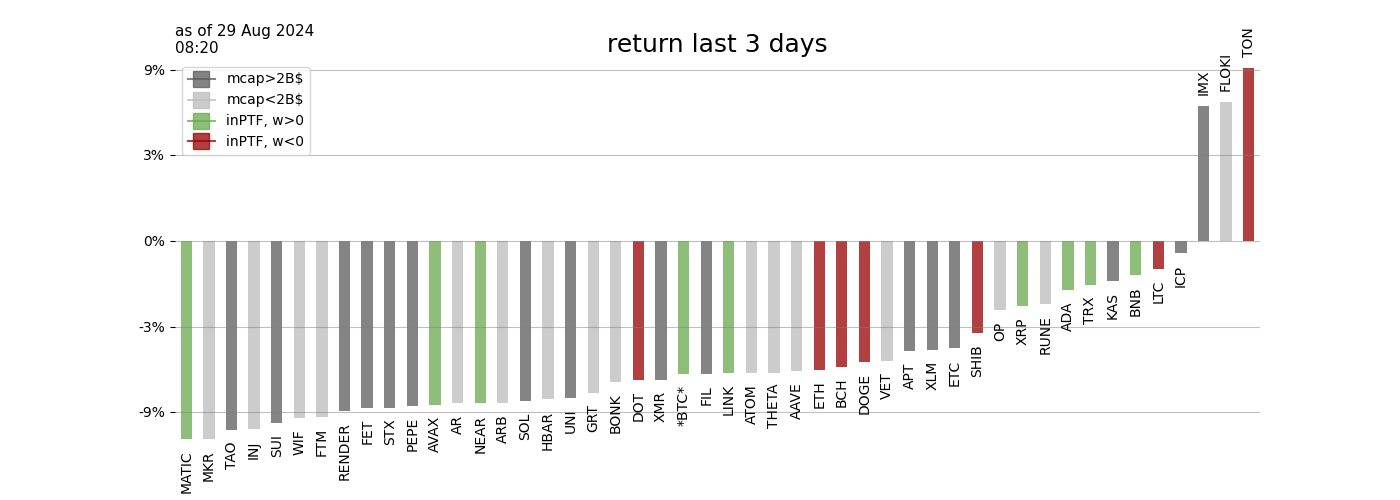 as of 29 Aug 2024
08:20
return last 3 days
mcap>2B$
mcap<2B$
inPTF, w>0
inPTF, w<0
9%
3%
0%
-3%
-9%
MATIC
MKR
TAO
INJ
SUI
WIF
FTM
RENDER
FET
STX
PEPE
AVAX
AR
NEAR
ARB
SOL
HBAR
UNI
GRT
BONK
DOT
XMR
*BTC*
FIL
LINK
ATOM
THETA
AAVE
ETH
BCH
DOGE
VET
APT
XLM
ETC
SHIB
OP
XRP
RUNE
ADA
TRX
KAS
BNB
LTC
ICP
IMX
FLOKI
TON